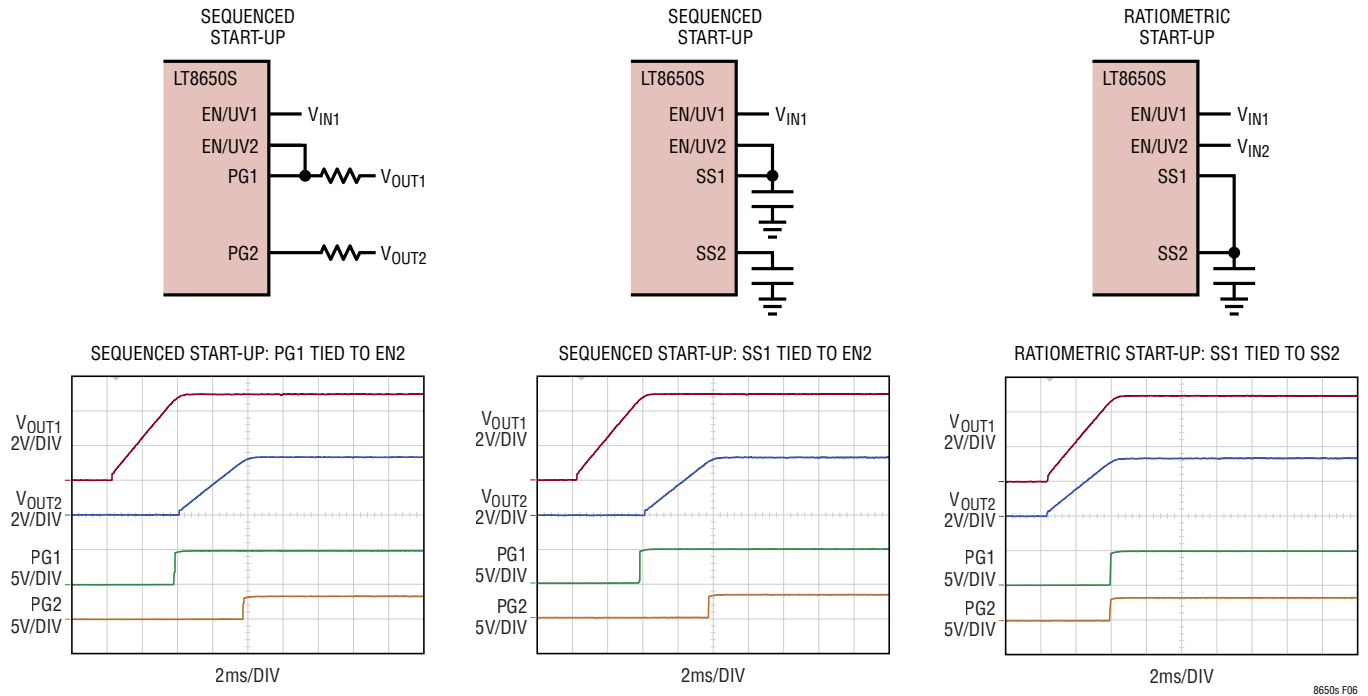 SEQUENCED
START-UP
LT8650S
EN/UV1
VIN1
EN/UV2
PG1
VOUT1
PG2
VOUT2
SEQUENCED START-UP: PG1 TIED TO EN2
VOUT1
2V/DIV
VOUT2
2V/DIV
PG1
5V/DIV
PG2
5V/DIV
2ms/DIV
SEQUENCED
START-UP
LT8650S
EN/UV1
VIN1
EN/UV2
SS1
SS2
SEQUENCED START-UP: SS1 TIED TO EN2
VOUT1
2V/DIV
VOUT2
2V/DIV
PG1
5V/DIV
PG2
5V/DIV
2ms/DIV
RATIOMETRIC
START-UP
LT8650S
EN/UV1
VIN1
EN/UV2
VIN2
SS1
SS2
RATIOMETRIC START-UP: SS1 TIED TO SS2
VOUT1
2V/DIV
VOUT2
2V/DIV
PG1
5V/DIV
PG2
5V/DIV
2ms/DIV
8650s F06